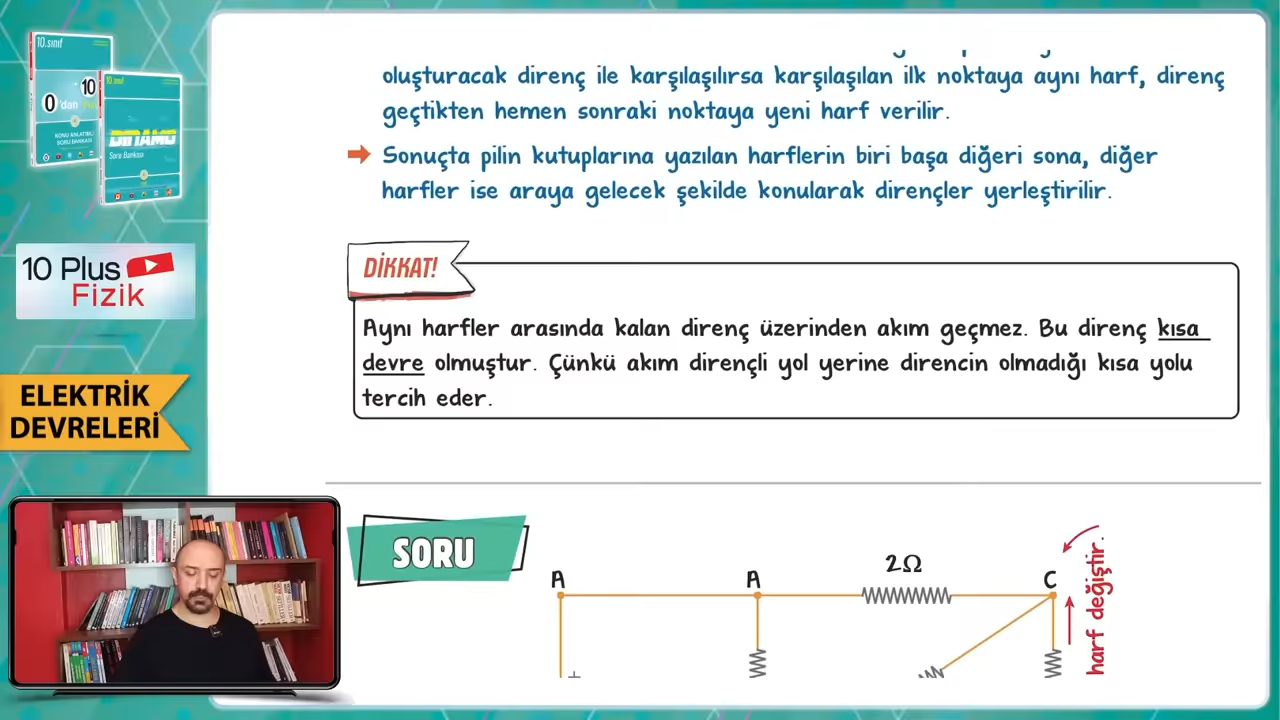 10.sınıf
0'dan 10
KONU ANLATIMLI
SORU BANKASI
10.sınıf
DİNAMO
Soru Bankası
10 Plus
Fizik
ELEKTRİK
DEVRELERİ
oluşturacak direnç ile karşılaşılırsa karşılaşılan ilk noktaya aynı harf, direnç
geçtikten hemen sonraki noktaya yeni harf verilir.
Sonuçta pilin kutuplarına yazılan harflerin biri başa diğeri sona, diğer
harfler ise araya gelecek şekilde konularak dirençler yerleştirilir.
DİKKAT!
Aynı harfler arasında kalan direnç üzerinden akım geçmez. Bu direnç kısa
devre olmuştur. Çünkü akım dirençli yol yerine direncin olmadığı kısa yolu
tercih eder.
SORU
A
A
2Ω
C
harf değiştir.
+